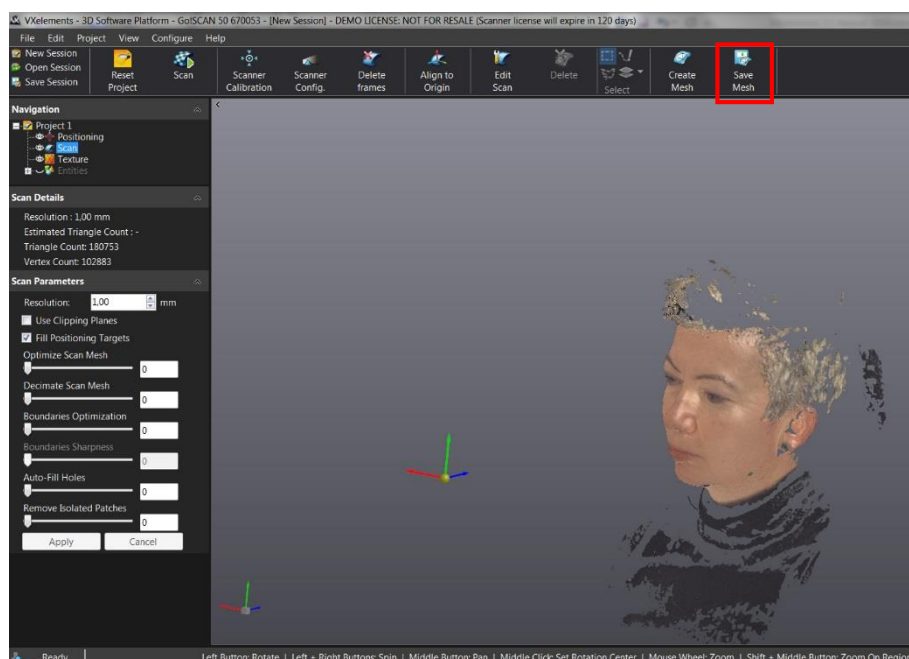 VXelements - 3D Software Platform - Go!SCAN 50 670053 - [New Session] - DEMO LICENSE: NOT FOR RESALE (Scanner license will expire in 120 days)
File Edit Project View Configure Help
New Session
Open Session
Save Session
Reset Project
Scan
Scanner Calibration
Scanner Config.
Delete frames
Align to Origin
Edit Scan
Delete
Select
Create Mesh
Save Mesh
Navigation
Project 1
Positioning
Scan
Texture
Entities
Scan Details
Resolution : 1,00 mm
Estimated Triangle Count : -
Triangle Count: 180753
Vertex Count: 102883
Scan Parameters
Resolution: 1,00 mm
Use Clipping Planes
Fill Positioning Targets
Optimize Scan Mesh
0
Decimate Scan Mesh
0
Boundaries Optimization
0
Boundaries Sharpness
0
Auto-Fill Holes
0
Remove Isolated Patches
0
Apply Cancel
Ready Left Button: Rotate | Left + Right Buttons: Spin | Middle Button: Pan | Middle Click: Set Rotation Center | Mouse Wheel: Zoom | Shift + Middle Button: Zoom On Region